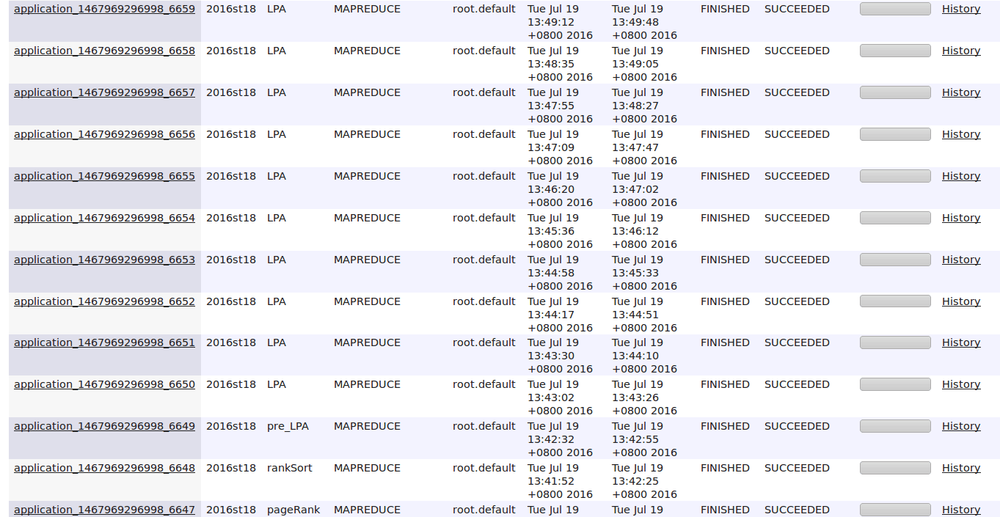 application_1467969296998_6659 2016st18 LPA MAPREDUCE root.default Tue Jul 19 Tue Jul 19 FINISHED SUCCEEDED History
13:49:12 13:49:48
+0800 2016 +0800 2016
application_1467969296998_6658 2016st18 LPA MAPREDUCE root.default Tue Jul 19 Tue Jul 19 FINISHED SUCCEEDED History
13:48:35 13:49:05
+0800 2016 +0800 2016
application_1467969296998_6657 2016st18 LPA MAPREDUCE root.default Tue Jul 19 Tue Jul 19 FINISHED SUCCEEDED History
13:47:55 13:48:27
+0800 2016 +0800 2016
application_1467969296998_6656 2016st18 LPA MAPREDUCE root.default Tue Jul 19 Tue Jul 19 FINISHED SUCCEEDED History
13:47:09 13:47:47
+0800 2016 +0800 2016
application_1467969296998_6655 2016st18 LPA MAPREDUCE root.default Tue Jul 19 Tue Jul 19 FINISHED SUCCEEDED History
13:46:20 13:47:02
+0800 2016 +0800 2016
application_1467969296998_6654 2016st18 LPA MAPREDUCE root.default Tue Jul 19 Tue Jul 19 FINISHED SUCCEEDED History
13:45:36 13:46:12
+0800 2016 +0800 2016
application_1467969296998_6653 2016st18 LPA MAPREDUCE root.default Tue Jul 19 Tue Jul 19 FINISHED SUCCEEDED History
13:44:58 13:45:33
+0800 2016 +0800 2016
application_1467969296998_6652 2016st18 LPA MAPREDUCE root.default Tue Jul 19 Tue Jul 19 FINISHED SUCCEEDED History
13:44:17 13:44:51
+0800 2016 +0800 2016
application_1467969296998_6651 2016st18 LPA MAPREDUCE root.default Tue Jul 19 Tue Jul 19 FINISHED SUCCEEDED History
13:43:30 13:44:10
+0800 2016 +0800 2016
application_1467969296998_6650 2016st18 LPA MAPREDUCE root.default Tue Jul 19 Tue Jul 19 FINISHED SUCCEEDED History
13:43:02 13:43:26
+0800 2016 +0800 2016
application_1467969296998_6649 2016st18 pre_LPA MAPREDUCE root.default Tue Jul 19 Tue Jul 19 FINISHED SUCCEEDED History
13:42:32 13:42:55
+0800 2016 +0800 2016
application_1467969296998_6648 2016st18 rankSort MAPREDUCE root.default Tue Jul 19 Tue Jul 19 FINISHED SUCCEEDED History
13:41:52 13:42:25
+0800 2016 +0800 2016
application_1467969296998_6647 2016st18 pageRank MAPREDUCE root.default Tue Jul 19 Tue Jul 19 FINISHED SUCCEEDED History